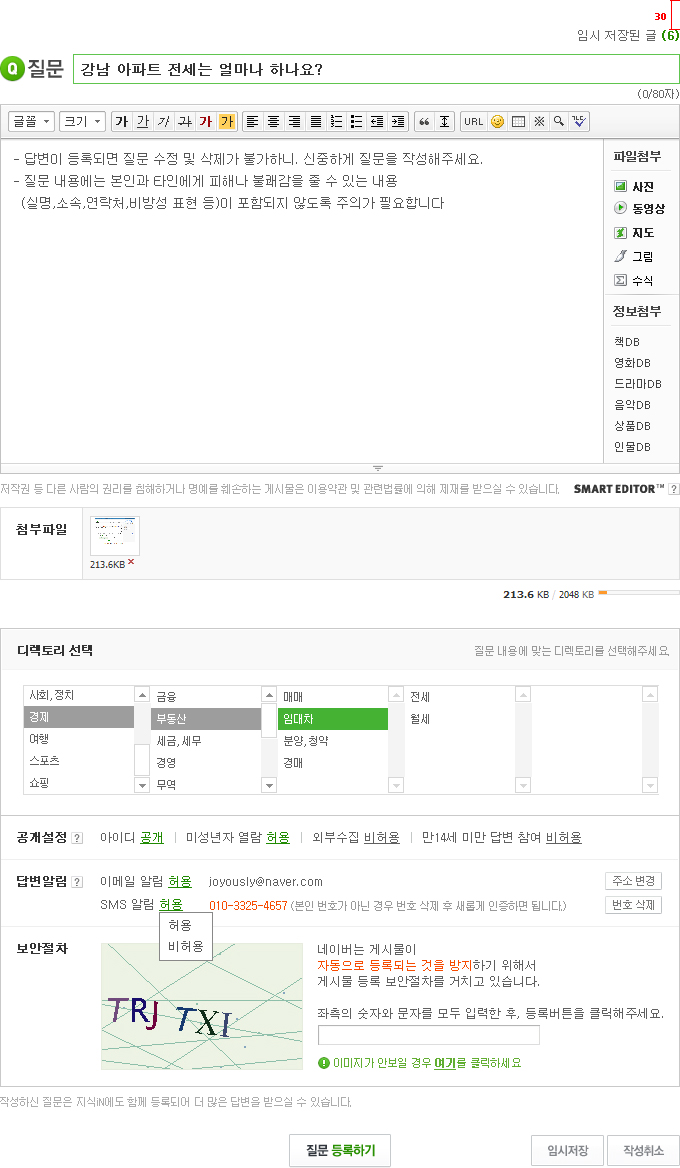 30
임시 저장된 글 (6)
Q 질문 강남 아파트 전세는 얼마나 하나요?
(0/80자)
글꼴 크기 가 가 가 가 가 가 URL
- 답변이 등록되면 질문 수정 및 삭제가 불가하니. 신중하게 질문을 작성해주세요.
- 질문 내용에는 본인과 타인에게 피해나 불쾌감을 줄 수 있는 내용
(실명,소속,연락처,비방성 표현 등)이 포함되지 않도록 주의가 필요합니다
파일첨부
사진
동영상
지도
그림
수식
정보첨부
책DB
영화DB
드라마DB
음악DB
상품DB
인물DB
저작권 등 다른 사람의 권리를 침해하거나 명예를 훼손하는 게시물은 이용약관 및 관련법률에 의해 제재를 받으실 수 있습니다. SMART EDITOR™ ?
첨부파일
213.6KB
213.6 KB / 2048 KB
디렉토리 선택 질문 내용에 맞는 디렉토리를 선택해주세요.
사회, 정치 금융 매매 전세
경제 부동산 임대차 월세
여행 세금, 세무 분양, 청약
스포츠 경영 경매
쇼핑 무역
공개설정 ? 아이디 공개 | 미성년자 열람 허용 | 외부수집 비허용 | 만14세 미만 답변 참여 비허용
답변알림 ? 이메일 알림 허용 joyously@naver.com 주소 변경
SMS 알림 허용 010-3325-4657 (본인 번호가 아닌 경우 번호 삭제 후 새롭게 인증하면 됩니다.) 번호 삭제
허용
비허용
보안절차
TRJ TXI
네이버는 게시물이
자동으로 등록되는 것을 방지하기 위해서
게시물 등록 보안절차를 거치고 있습니다.
좌측의 숫자와 문자를 모두 입력한 후, 등록버튼을 클릭해주세요.
이미지가 안보일 경우 여기를 클릭하세요
작성하신 질문은 지식iN에도 함께 등록되어 더 많은 답변을 받으실 수 있습니다.
질문 등록하기 임시저장 작성취소